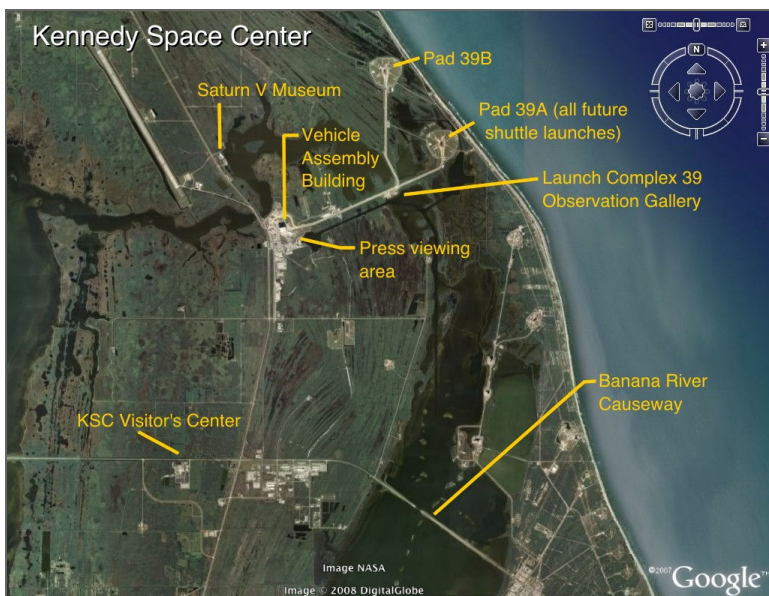 Kennedy Space Center
N
Pad 39B
Saturn V Museum
Pad 39A (all future
shuttle launches)
Vehicle
Assembly
Building
Launch Complex 39
Observation Gallery
Press viewing
area
Banana River
Causeway
KSC Visitor's Center
Image NASA
Image © 2008 DigitalGlobe
©2007 Google™